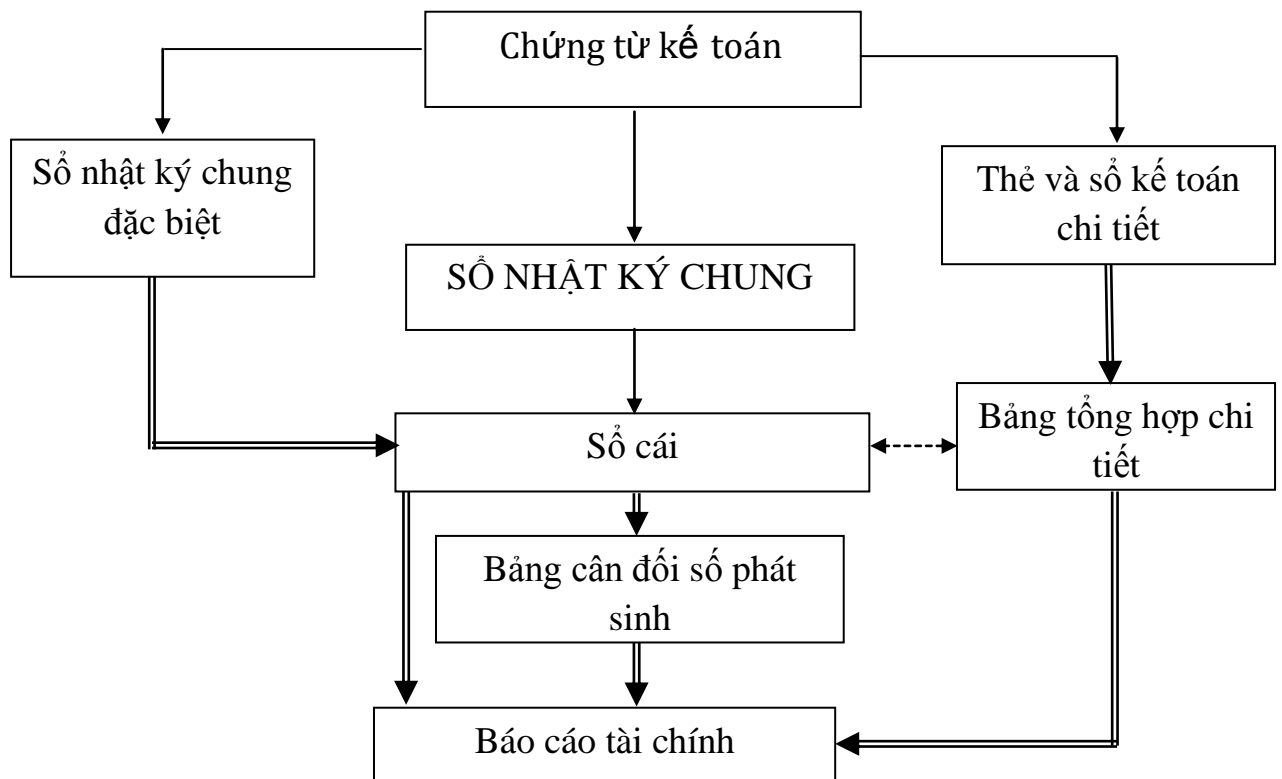 Chứng từ kế toán
Sổ nhật ký chung
đặc biệt
Thẻ và sổ kế toán
chi tiết
SỔ NHẬT KÝ CHUNG
Sổ cái
Bảng tổng hợp chi
tiết
Bảng cân đối số phát
sinh
Báo cáo tài chính